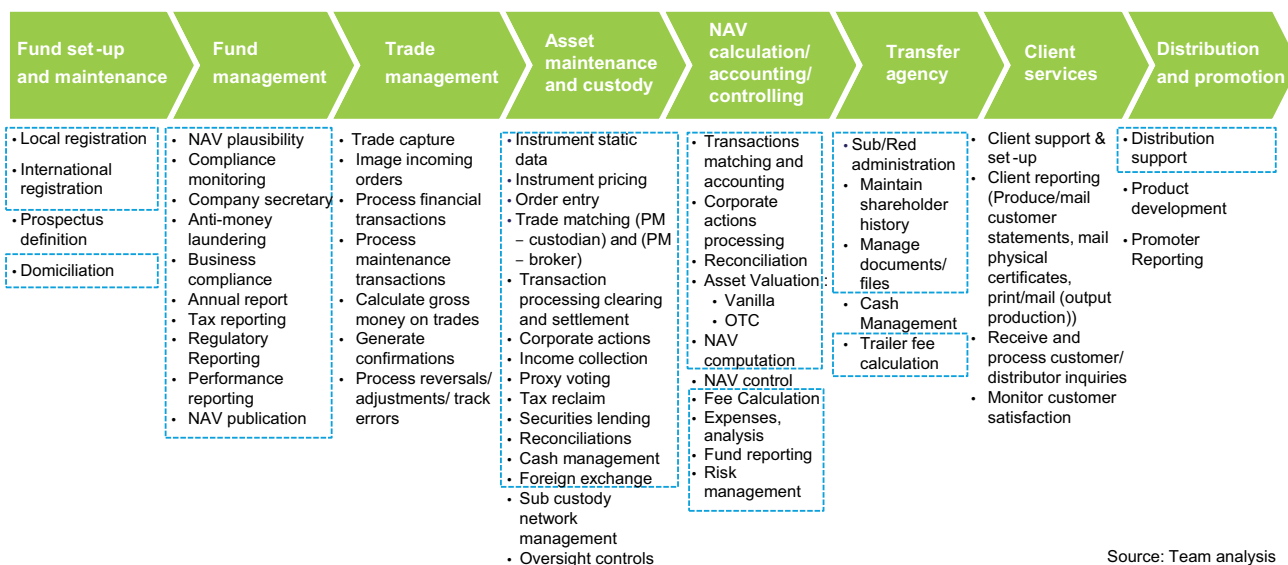 Fund set-up
and maintenance
Fund
management
Trade
management
Asset
maintenance
and custody
NAV
calculation/
accounting/
controlling
Transfer
agency
Client
services
Distribution
and promotion
• Local registration
• International
registration
• Prospectus
definition
• Domiciliation
• NAV plausibility
• Compliance
monitoring
• Company secretary
• Anti-money
laundering
• Business
compliance
• Annual report
• Tax reporting
• Regulatory
Reporting
• Performance
reporting
• NAV publication
• Trade capture
• Image incoming
orders
• Process financial
transactions
• Process
maintenance
transactions
• Calculate gross
money on trades
• Generate
confirmations
• Process reversals/
adjustments/ track
errors
• Instrument static
data
• Instrument pricing
• Order entry
• Trade matching (PM
– custodian) and (PM
– broker)
• Transaction
processing clearing
and settlement
• Corporate actions
• Income collection
• Proxy voting
• Tax reclaim
• Securities lending
• Reconciliations
• Cash management
• Foreign exchange
• Sub custody
network
management
• Oversight controls
• Transactions
matching and
accounting
• Corporate
actions
processing
• Reconciliation
• Asset Valuation :
• Vanilla
• OTC
• NAV
computation
• NAV control
• Fee Calculation
• Expenses,
analysis
• Fund reporting
• Risk
management
• Sub/Red
administration
• Maintain
shareholder
history
• Manage
documents/
files
• Cash
Management
• Trailer fee
calculation
• Client support &
set-up
• Client reporting
(Produce/mail
customer
statements, mail
physical
certificates,
print/mail (output
production))
• Receive and
process customer/
distributor inquiries
• Monitor customer
satisfaction
• Distribution
support
• Product
development
• Promoter
Reporting
Source: Team analysis